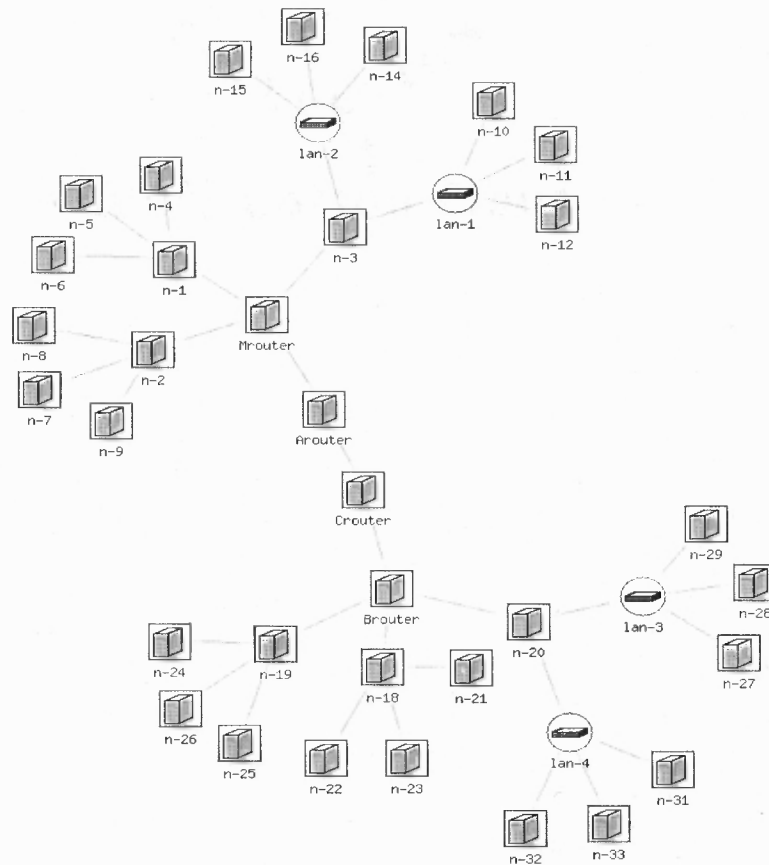 n-16
n-15
n-14
lan-2
n-10
n-11
n-4
n-5
lan-1
n-12
n-3
n-6
n-1
Mrouter
n-8
n-2
n-7
n-9
Arouter
Crouter
n-29
Brouter
n-28
lan-3
n-20
n-24
n-19
n-27
n-18
n-21
n-26
n-25
lan-4
n-22
n-23
n-31
n-32
n-33